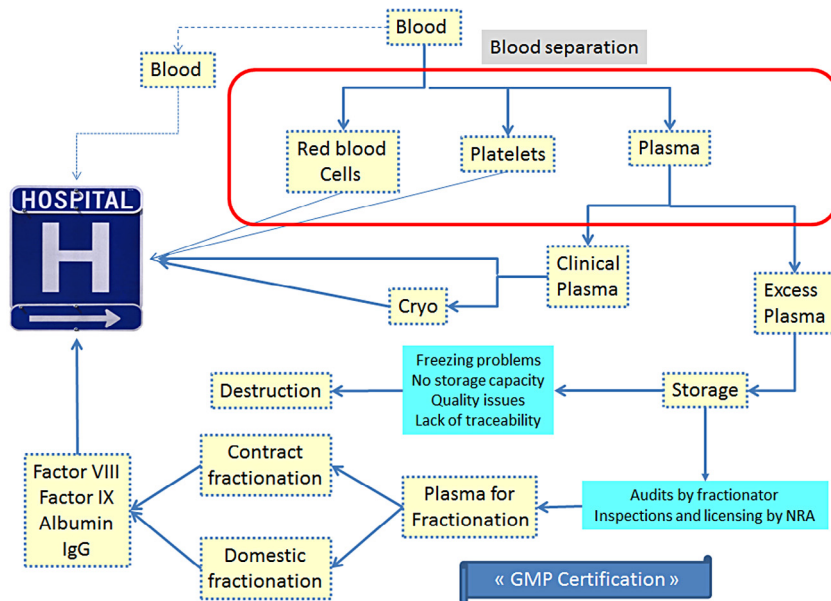 Blood
Blood separation
Blood
Red blood
Cells
Platelets
Plasma
HOSPITAL
H
Clinical
Plasma
Excess
Plasma
Cryo
Freezing problems
No storage capacity
Quality issues
Lack of traceability
Destruction
Storage
Contract
fractionation
Factor VIII
Factor IX
Albumin
IgG
Plasma for
Fractionation
Audits by fractionator
Inspections and licensing by NRA
Domestic
fractionation
« GMP Certification »